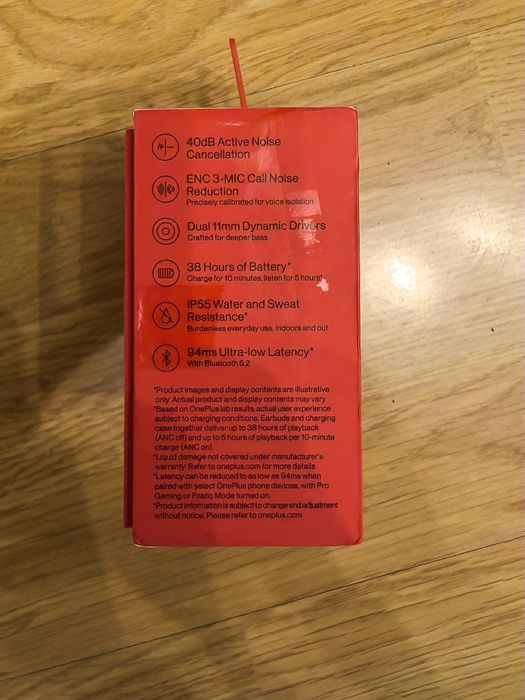 40dB Active Noise
Cancellation
ENC 3-MIC Call Noise
Reduction
Precisely calibrated for voice isolation
Dual 11mm Dynamic Drivers
Crafted for deeper bass
38 Hours of Battery*
Charge for 10 minutes, listen for 5 hours*
IP55 Water and Sweat
Resistance*
Burdenless everyday use, indoors and out
94ms Ultra-low Latency*
With Bluetooth 5.2
*Product images and display contents are illustrative
only. Actual product and display contents may vary.
*Based on OnePlus lab results; actual user experience
subject to charging conditions. Earbuds and charging
case together deliver up to 38 hours of playback
(ANC off) and up to 5 hours of playback per 10-minute
charge (ANC on).
*Liquid damage not covered under manufacturer's
warranty. Refer to oneplus.com for more details.
*Latency can be reduced to as low as 94ms when
paired with select OnePlus phone devices, with Pro
Gaming or Fnatic Mode turned on.
*Product information is subject to change and adjustment
without notice. Please refer to oneplus.com